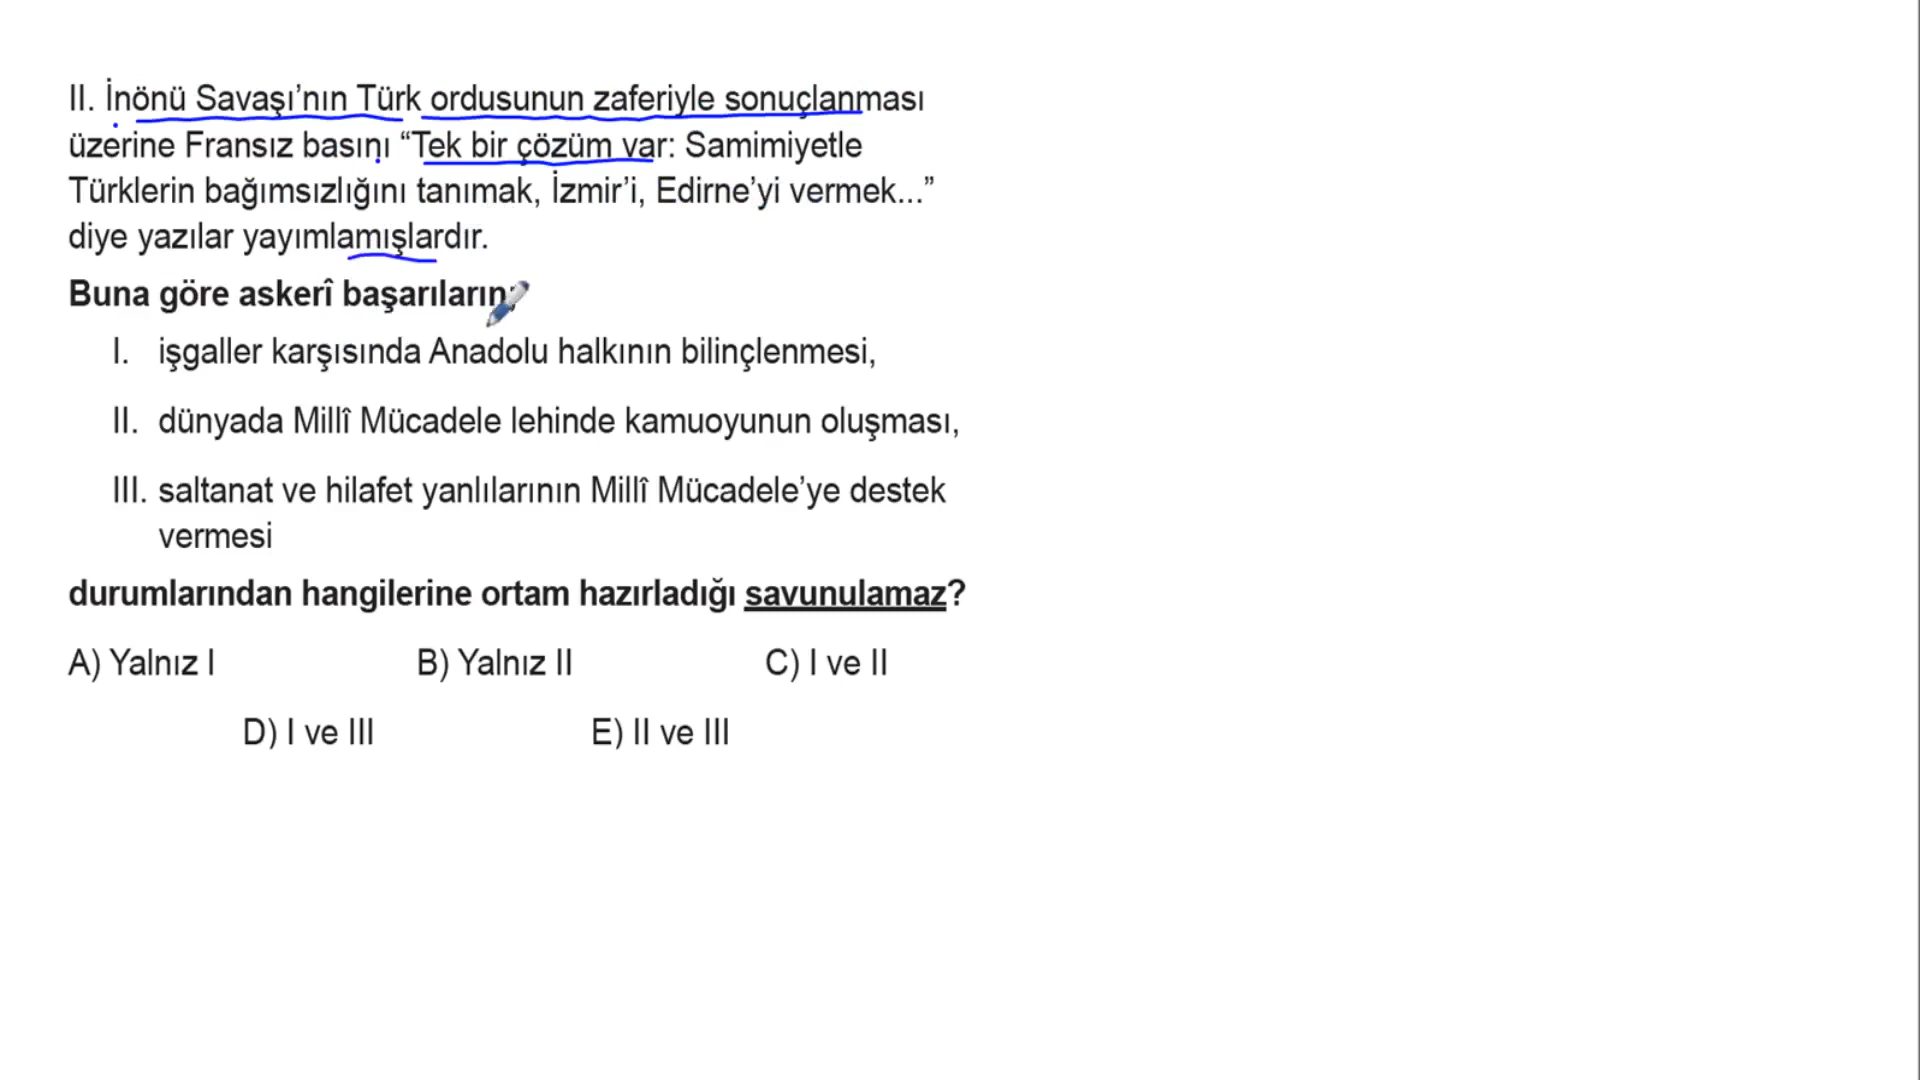 II. İnönü Savaşı’nın Türk ordusunun zaferiyle sonuçlanması
üzerine Fransız basını “Tek bir çözüm var: Samimiyetle
Türklerin bağımsızlığını tanımak, İzmir’i, Edirne’yi vermek...”
diye yazılar yayımlamışlardır.
Buna göre askerî başarıların;
I. işgaller karşısında Anadolu halkının bilinçlenmesi,
II. dünyada Millî Mücadele lehinde kamuoyunun oluşması,
III. saltanat ve hilafet yanlılarının Millî Mücadele’ye destek
vermesi
durumlarından hangilerine ortam hazırladığı savunulamaz?
A) Yalnız I B) Yalnız II C) I ve II
D) I ve III E) II ve III